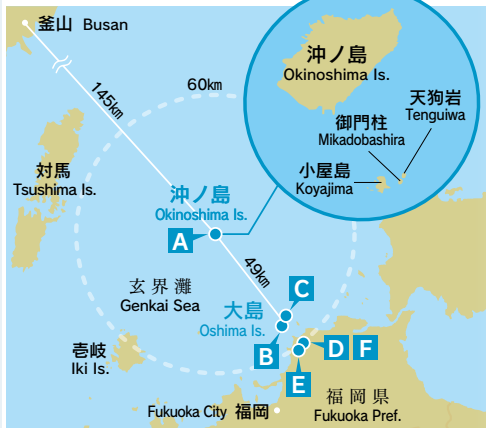 釜山 Busan
145km
60km
沖ノ島
Okinoshima Is.
天狗岩
Tenguiwa
御門柱
Mikadobashira
小屋島
Koyajima
対馬
Tsushima Is.
沖ノ島
Okinoshima Is.
A
49km
玄界灘
Genkai Sea
大島
Oshima Is.
C
B
D F
E
壱岐
Iki Is.
福岡県
Fukuoka Pref.
Fukuoka City 福岡